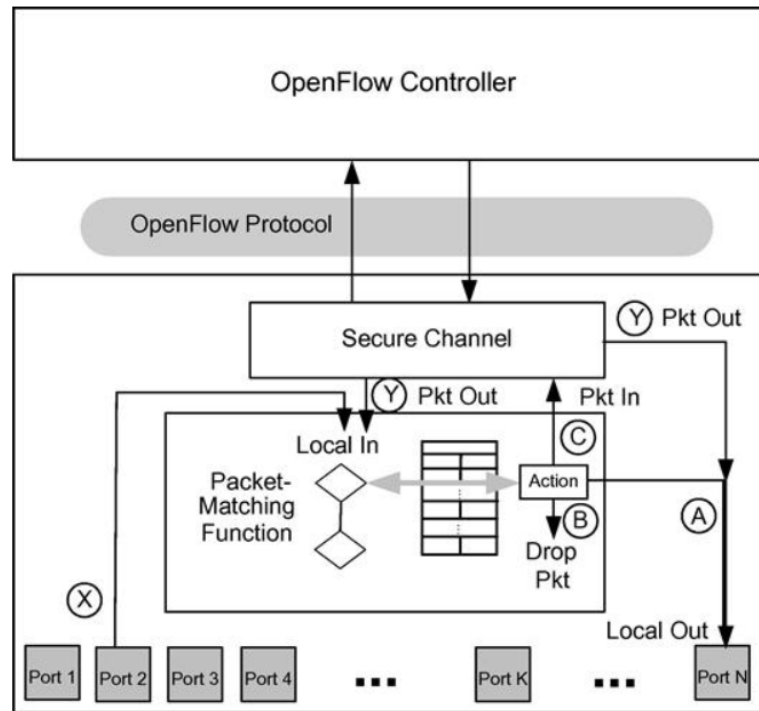 OpenFlow Controller
OpenFlow Protocol
Secure Channel
Y Pkt Out
Y Pkt Out
Pkt In
Local In
C
Packet-
Matching
Function
Action
A
B
Drop
Pkt
X
Local Out
Port 1
Port 2
Port 3
Port 4
Port K
Port N